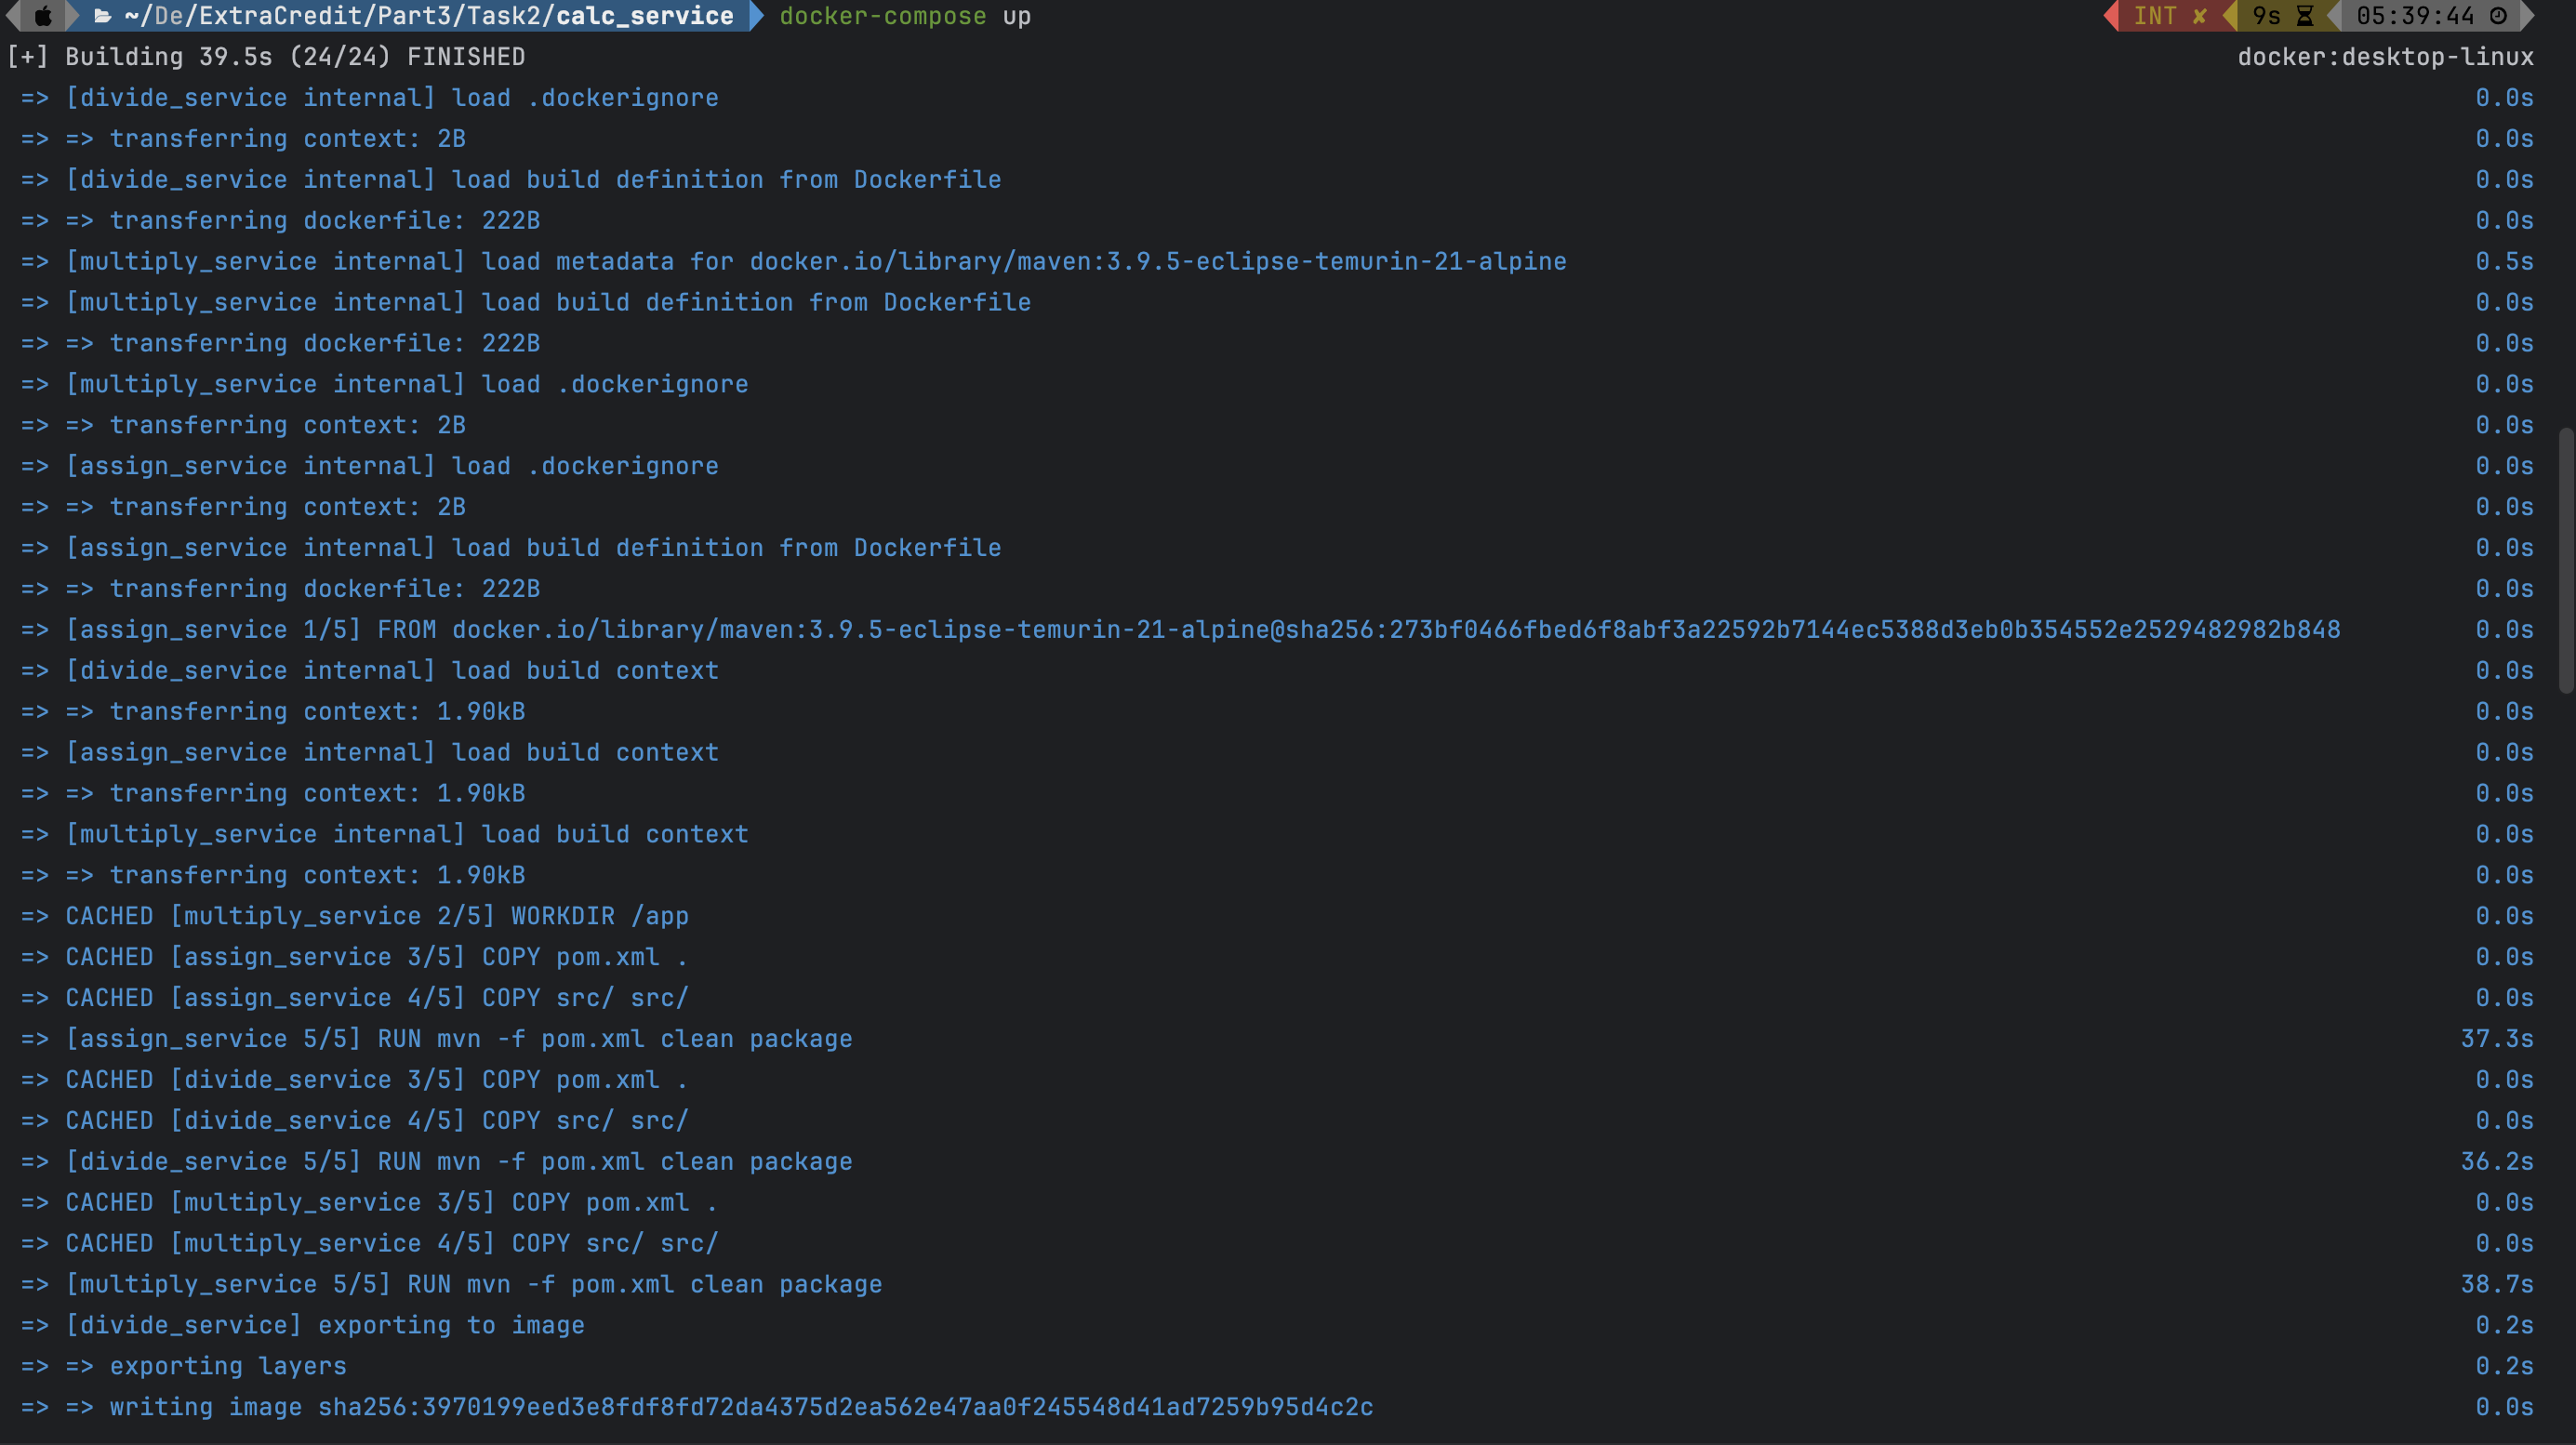 ~/De/ExtraCredit/Part3/Task2/calc_service docker-compose up INT ✘ 9s 05:39:44
[+] Building 39.5s (24/24) FINISHED docker:desktop-linux
=> [divide_service internal] load .dockerignore 0.0s
=> => transferring context: 2B 0.0s
=> [divide_service internal] load build definition from Dockerfile 0.0s
=> => transferring dockerfile: 222B 0.0s
=> [multiply_service internal] load metadata for docker.io/library/maven:3.9.5-eclipse-temurin-21-alpine 0.5s
=> [multiply_service internal] load build definition from Dockerfile 0.0s
=> => transferring dockerfile: 222B 0.0s
=> [multiply_service internal] load .dockerignore 0.0s
=> => transferring context: 2B 0.0s
=> [assign_service internal] load .dockerignore 0.0s
=> => transferring context: 2B 0.0s
=> [assign_service internal] load build definition from Dockerfile 0.0s
=> => transferring dockerfile: 222B 0.0s
=> [assign_service 1/5] FROM docker.io/library/maven:3.9.5-eclipse-temurin-21-alpine@sha256:273bf0466fbed6f8abf3a22592b7144ec5388d3eb0b354552e2529482982b848 0.0s
=> [divide_service internal] load build context 0.0s
=> => transferring context: 1.90kB 0.0s
=> [assign_service internal] load build context 0.0s
=> => transferring context: 1.90kB 0.0s
=> [multiply_service internal] load build context 0.0s
=> => transferring context: 1.90kB 0.0s
=> CACHED [multiply_service 2/5] WORKDIR /app 0.0s
=> CACHED [assign_service 3/5] COPY pom.xml . 0.0s
=> CACHED [assign_service 4/5] COPY src/ src/ 0.0s
=> [assign_service 5/5] RUN mvn -f pom.xml clean package 37.3s
=> CACHED [divide_service 3/5] COPY pom.xml . 0.0s
=> CACHED [divide_service 4/5] COPY src/ src/ 0.0s
=> [divide_service 5/5] RUN mvn -f pom.xml clean package 36.2s
=> CACHED [multiply_service 3/5] COPY pom.xml . 0.0s
=> CACHED [multiply_service 4/5] COPY src/ src/ 0.0s
=> [multiply_service 5/5] RUN mvn -f pom.xml clean package 38.7s
=> [divide_service] exporting to image 0.2s
=> => exporting layers 0.2s
=> => writing image sha256:3970199eed3e8fdf8fd72da4375d2ea562e47aa0f245548d41ad7259b95d4c2c 0.0s